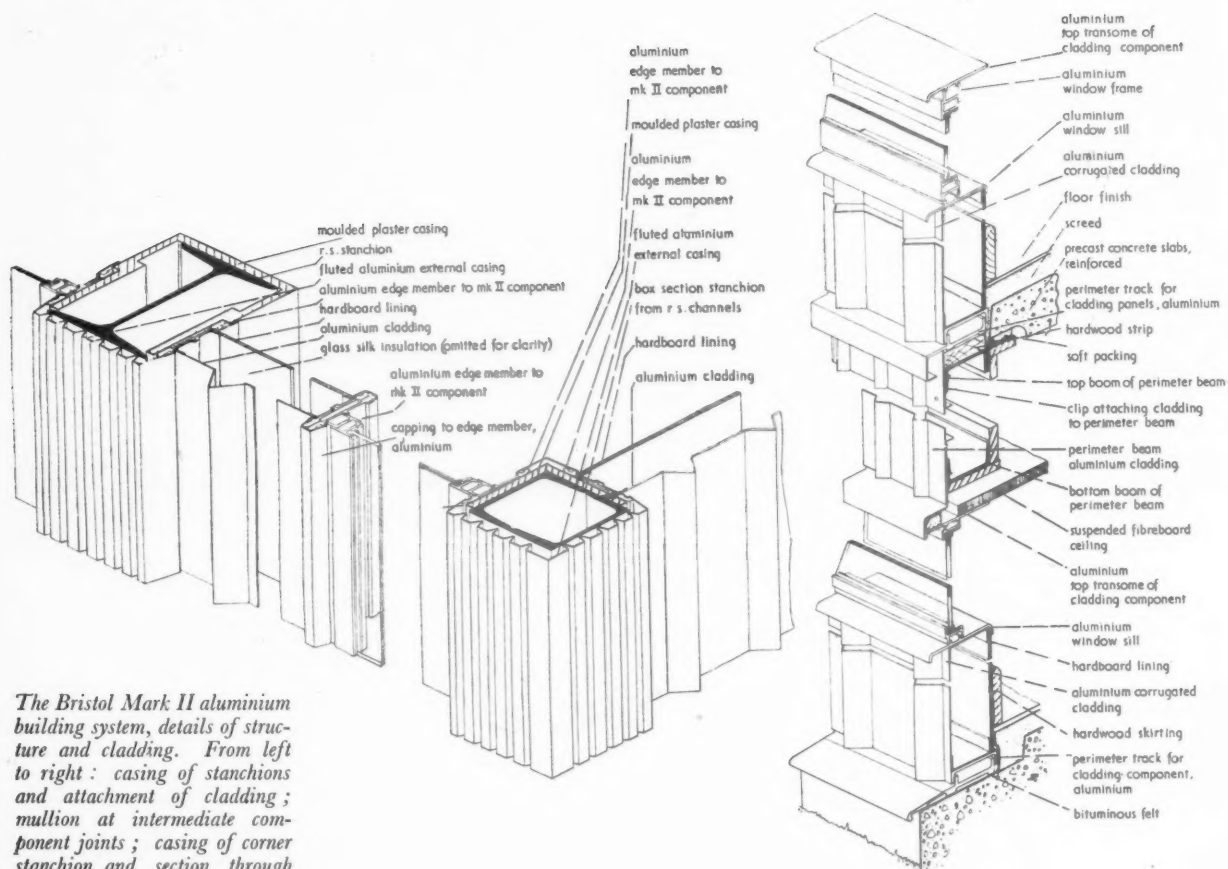 moulded plaster casing
r.s. stanchion
fluted aluminium external casing
aluminium edge member to mk II component
hardboard lining
aluminium cladding
glass silk insulation (omitted for clarity)
aluminium edge member to
mk II component
capping to edge member,
aluminium
aluminium
edge member to
mk II component
moulded plaster casing
aluminium
edge member to
mk II component
fluted aluminium
external casing
box section stanchion
from r s. channels
hardboard lining
aluminium cladding
aluminium
top transome of
cladding component
aluminium
window frame
aluminium
window sill
aluminium
corrugated cladding
floor finish
screed
precast concrete slabs,
reinforced
perimeter track for
cladding panels, aluminium
hardwood strip
soft packing
top boom of perimeter beam
clip attaching cladding
to perimeter beam
perimeter beam
aluminium cladding
bottom boom of
perimeter beam
suspended fibreboard
ceiling
aluminium
top transome of
cladding component
aluminium
window sill
hardboard lining
aluminium corrugated
cladding
hardwood skirting
perimeter track for
cladding component,
aluminium
bituminous felt
The Bristol Mark II aluminium
building system, details of struc-
ture and cladding. From left
to right : casing of stanchions
and attachment of cladding ;
mullion at intermediate com-
ponent joints ; casing of corner
stanchion and section through